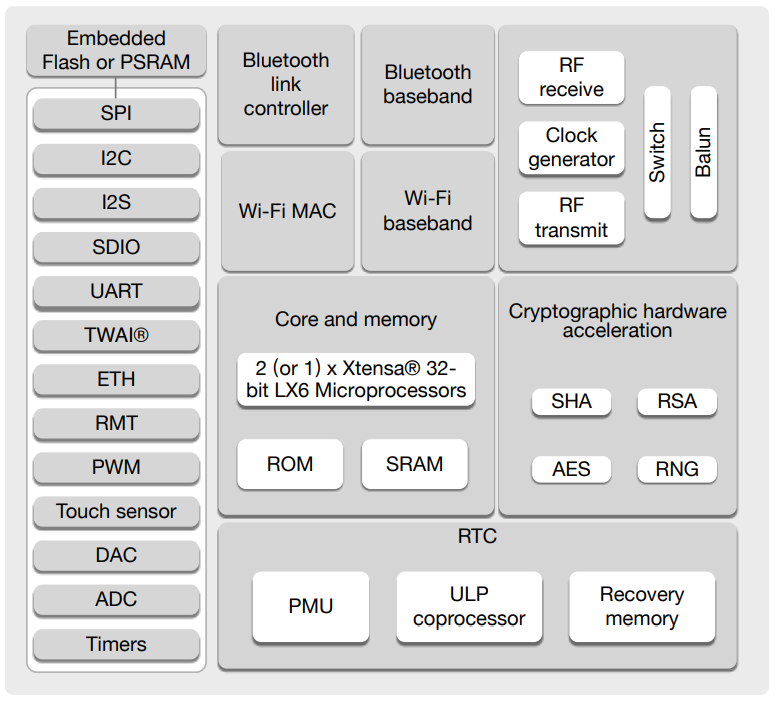 Embedded
Flash or PSRAM
SPI
I2C
I2S
SDIO
UART
TWAI®
ETH
RMT
PWM
Touch sensor
DAC
ADC
Timers
Bluetooth
link
controller
Bluetooth
baseband
Wi-Fi MAC
Wi-Fi
baseband
RF
receive
Clock
generator
RF
transmit
Switch
Balun
Core and memory
2 (or 1) x Xtensa® 32-
bit LX6 Microprocessors
ROM
SRAM
Cryptographic hardware
acceleration
SHA
RSA
AES
RNG
RTC
PMU
ULP
coprocessor
Recovery
memory